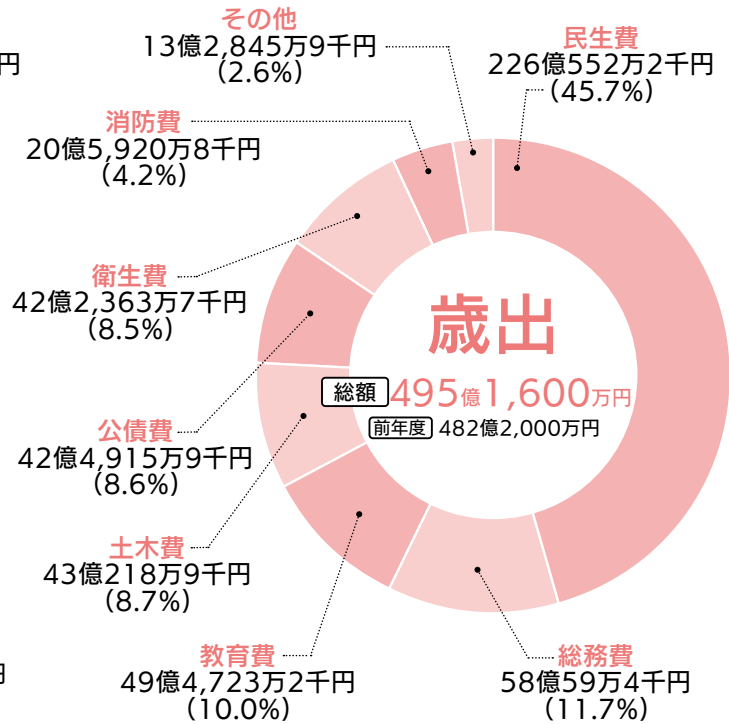 その他
13億2,845万9千円
(2.6%)
民生費
226億552万2千円
(45.7%)
円
消防費
20億5,920万8千円
(4.2%)
衛生費
42億2,363万7千円
(8.5%)
歳出
総額 495億1,600万円
前年度 482億2,000万円
公債費
42億4,915万9千円
(8.6%)
土木費
43億218万9千円
(8.7%)
教育費
49億4,723万2千円
(10.0%)
総務費
58億59万4千円
(11.7%)
円